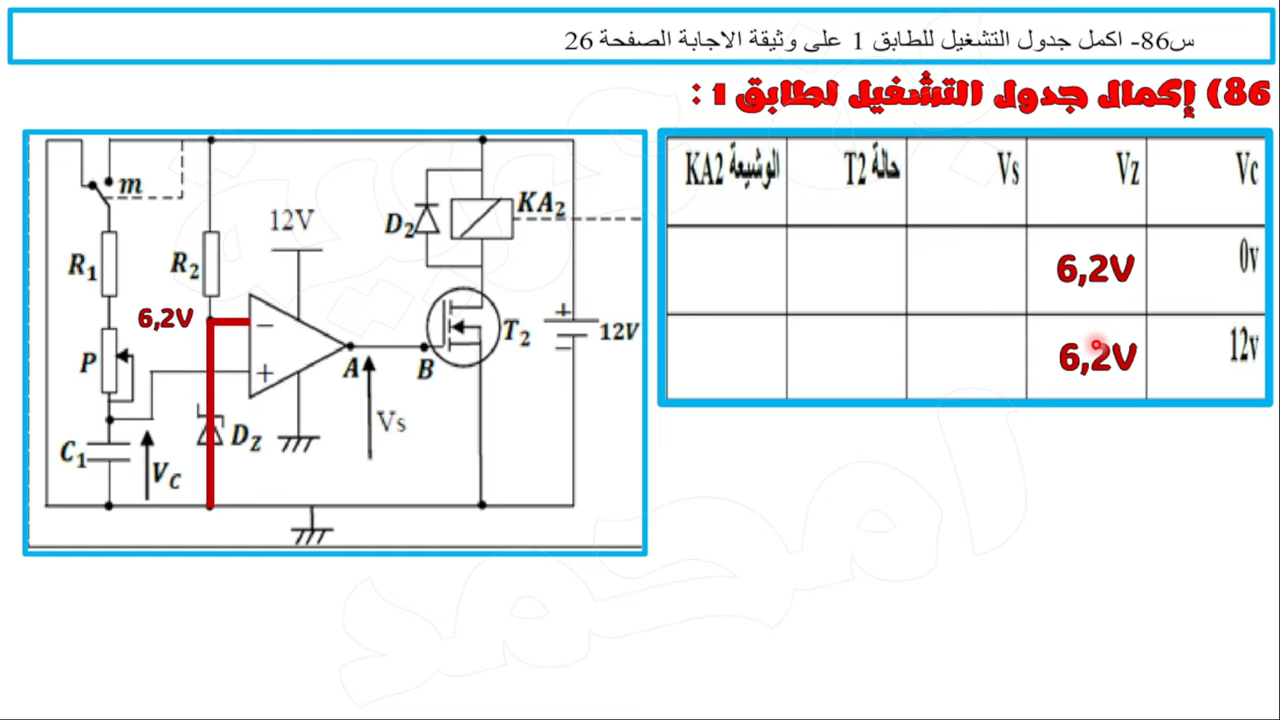 س86- اكمل جدول التشغيل للطابق 1 على وثيقة الاجابة الصفحة 26
86) إكمال جدول التشغيل لطابق 1 :
Vc Vz Vs حالة T2 الوشيعة KA2
0v 6,2V
12v 6,2V
m
KA2
D2
12V
R1
R2
6,2V
−
+
T2
+
−
12V
P
A
B
Vs
C1
VC
DZ